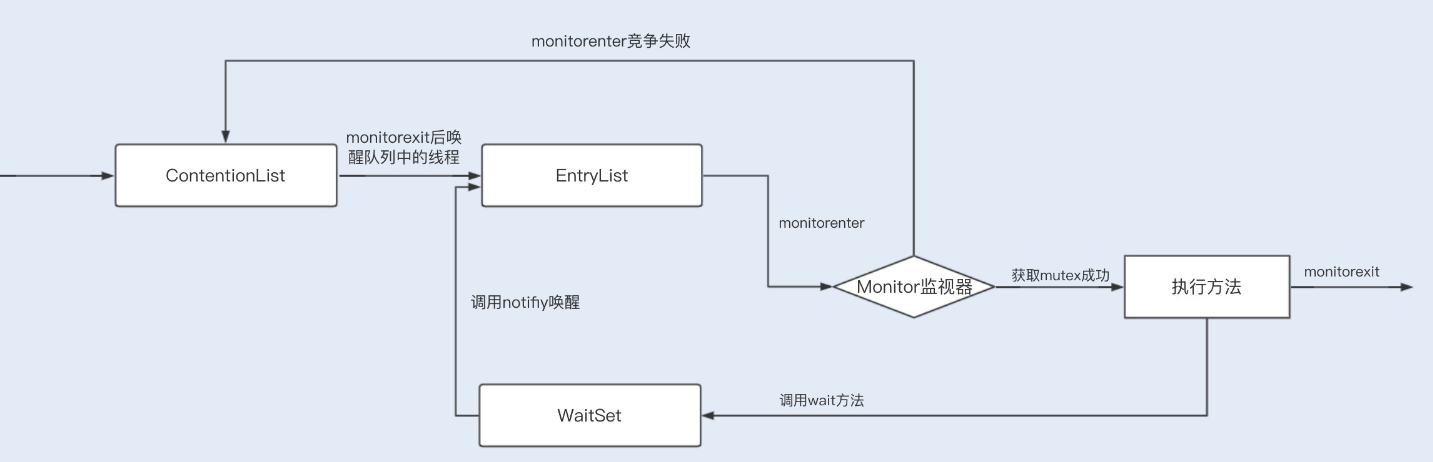 monitorenter竞争失败
monitorexit后唤
醒队列中的线程
ContentionList
EntryList
monitorenter
Monitor监视器
获取mutex成功
执行方法
monitorexit
调用notifiy唤醒
调用wait方法
WaitSet